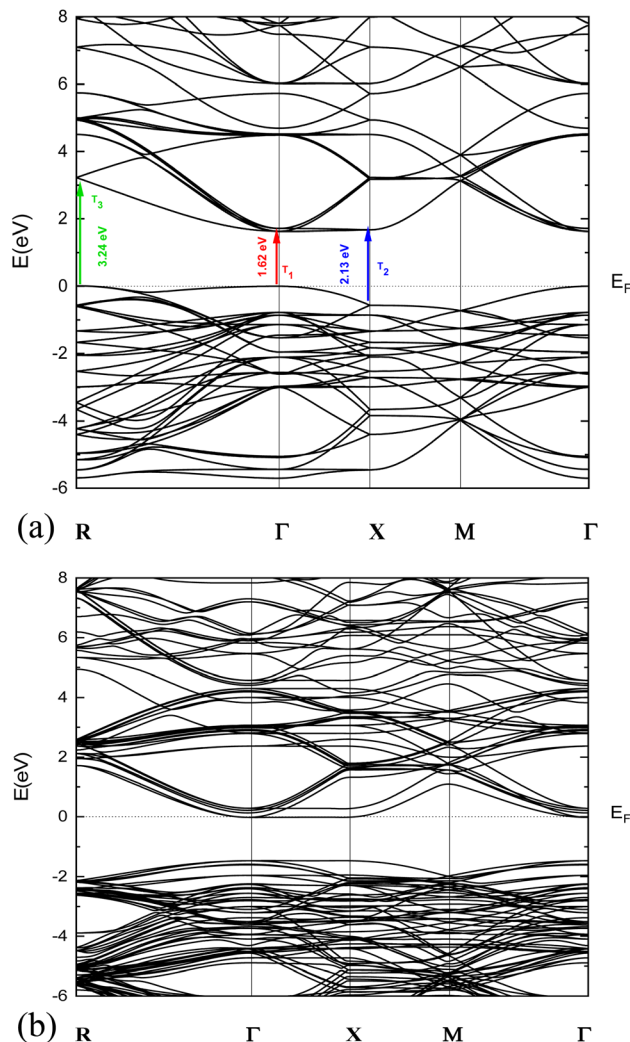 8
6
4
2
0
-2
-4
-6
E(eV)
T3
3.24 eV
1.62 eV
T1
2.13 eV
T2
EF
(a)
R Γ X M Γ
8
6
4
2
0
-2
-4
-6
E(eV)
EF
(b)
R Γ X M Γ